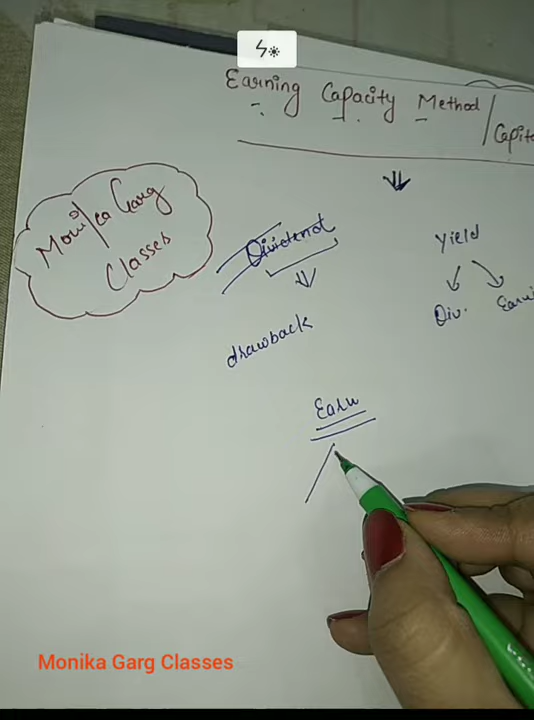 Earning Capacity Method /
Monika Garg
Classes
Dividend
Yield
Div.
drawback
Earn
Monika Garg Classes